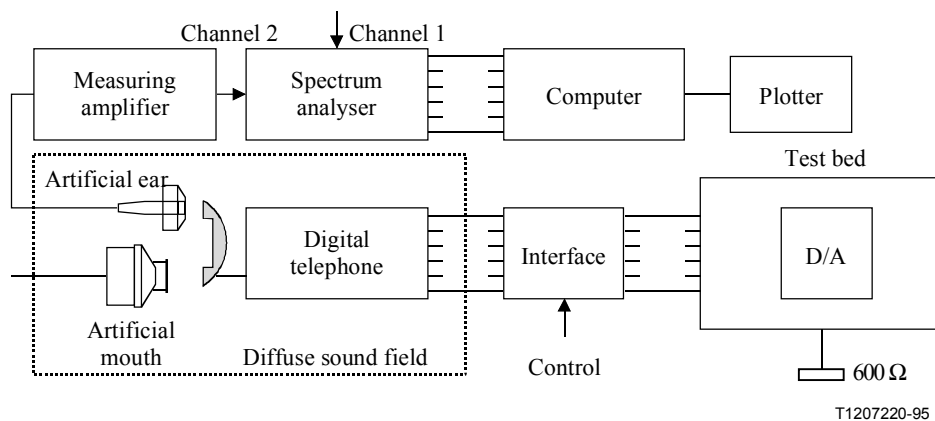 Channel 2
Channel 1
Measuring
amplifier
Spectrum
analyser
Computer
Plotter
Test bed
Artificial ear
Digital
telephone
Interface
D/A
Artificial
mouth
Diffuse sound field
Control
600 Ω
T1207220-95